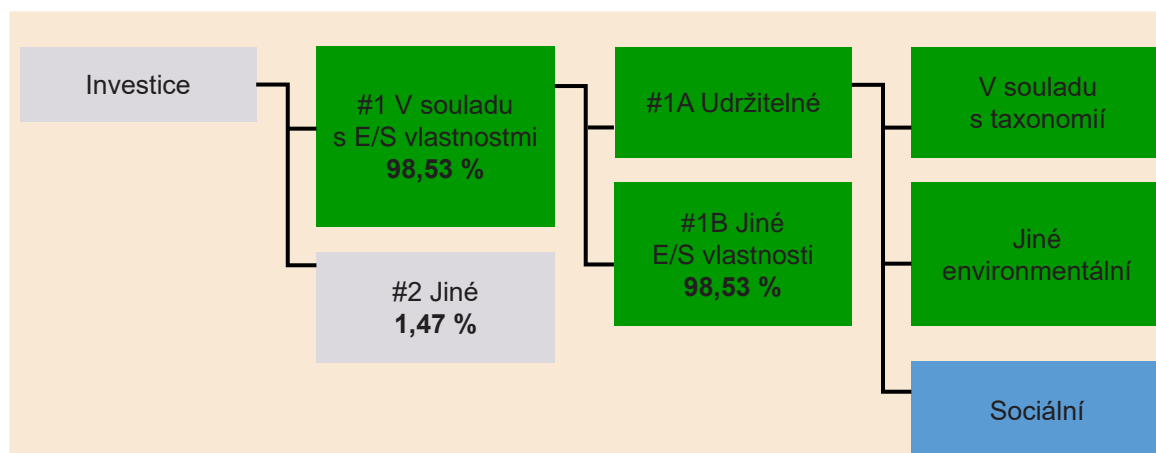 Investice
#1 V souladu
s E/S vlastnostmi
98,53 %
#2 Jiné
1,47 %
#1A Udržitelné
#1B Jiné
E/S vlastnosti
98,53 %
V souladu
s taxonomií
Jiné
environmentální
Sociální